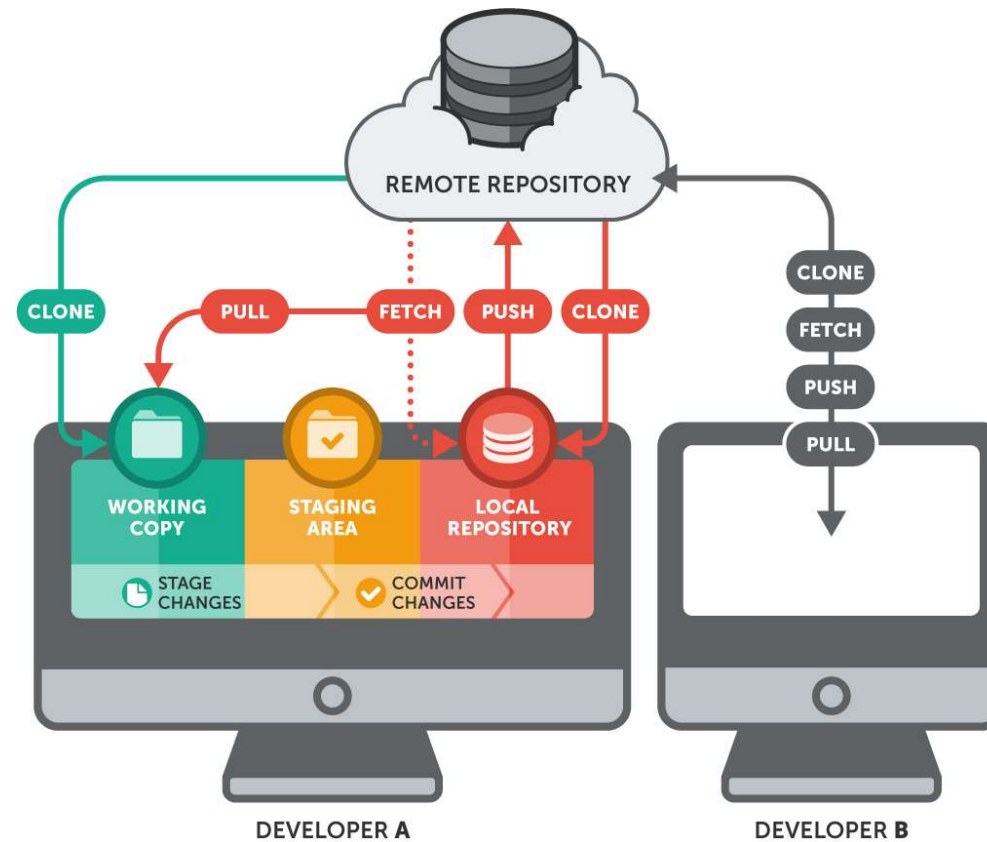 REMOTE REPOSITORY
CLONE
PULL
FETCH
PUSH
CLONE
WORKING
COPY
STAGING
AREA
LOCAL
REPOSITORY
STAGE
CHANGES
COMMIT
CHANGES
DEVELOPER A
CLONE
FETCH
PUSH
PULL
DEVELOPER B